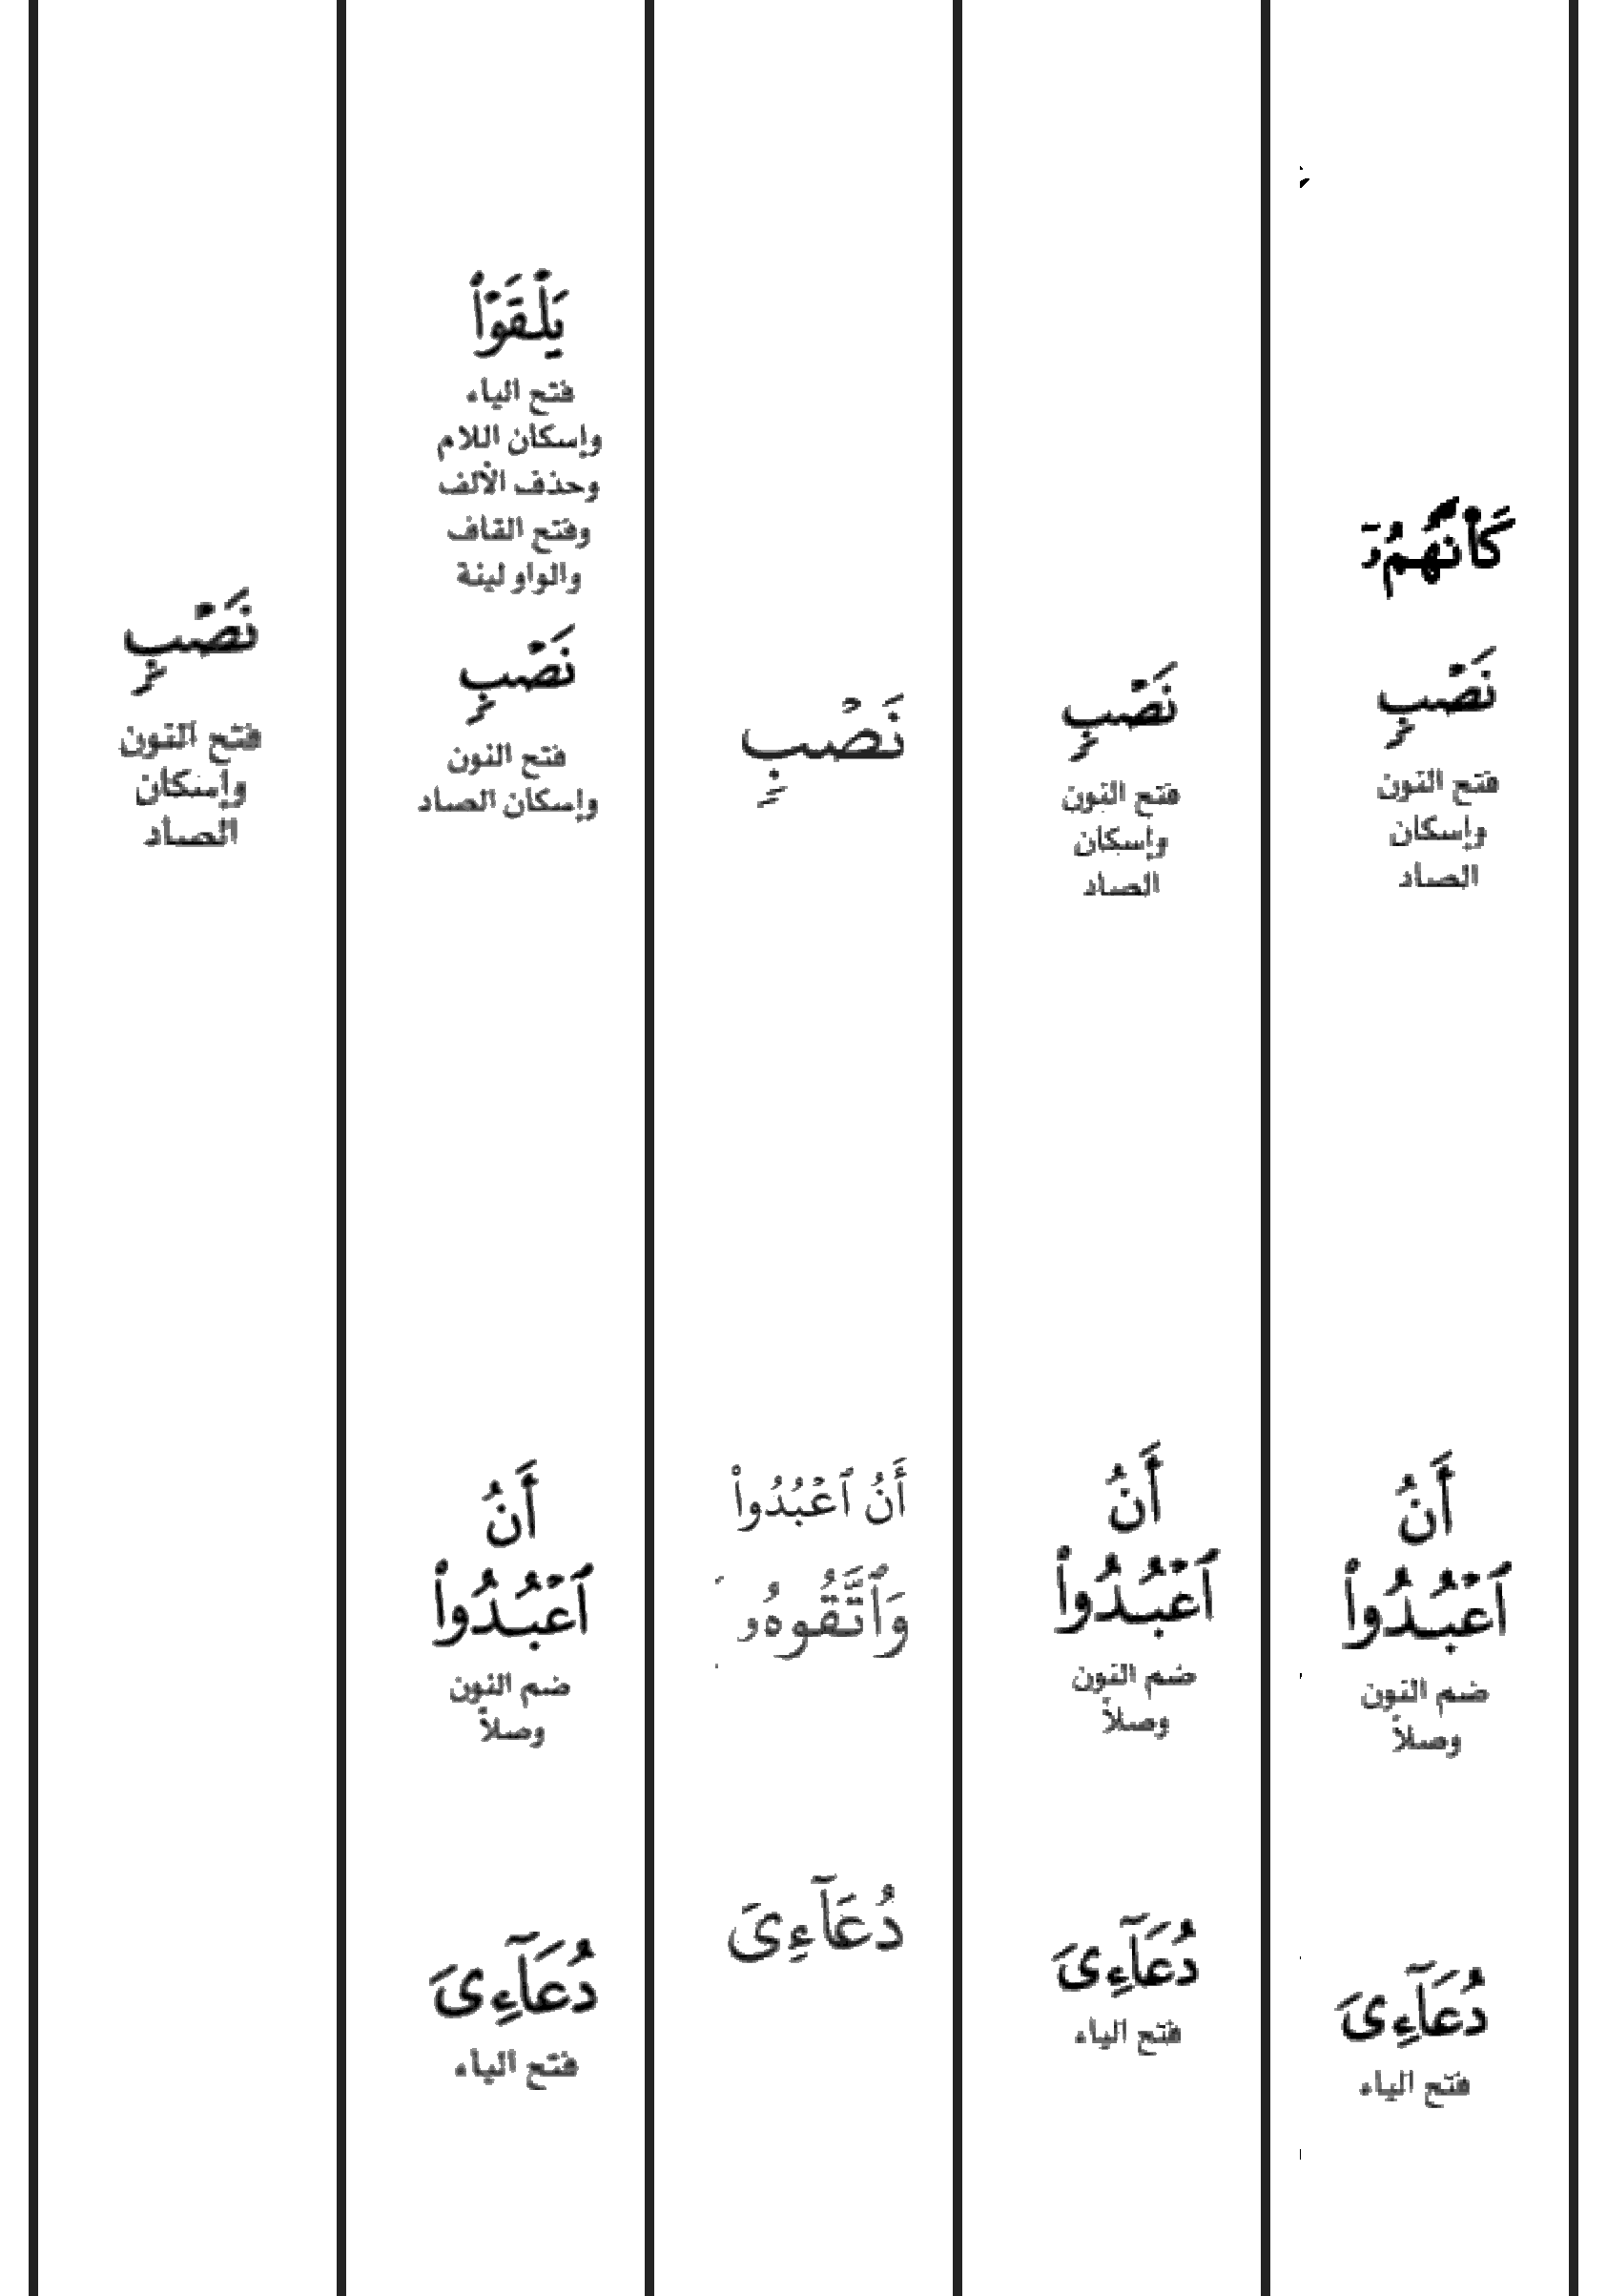 كَأَنَّهُمُۥٓ
نَصْبٍ
فتح النون
وإسكان
الصاد
أَنُ
ٱعْبُدُوا۟
ضم النون
وصلاً
دُعَآءِىَ
فتح الياء
نَصْبٍ
فتح النون
وإسكان
الصاد
أَنُ
ٱعْبُدُوا۟
ضم النون
وصلاً
دُعَآءِىَ
فتح الياء
نَصْبٍ
أَنُ ٱعْبُدُوا۟
وَٱتَّقُوهُۥ
دُعَآءِىَ
يَلْقَوْا۟
فتح الياء
وإسكان اللام
وحذف الألف
وفتح القاف
والواو لينة
نَصْبٍ
فتح النون
وإسكان الصاد
أَنُ
ٱعْبُدُوا۟
ضم النون
وصلاً
دُعَآءِىَ
فتح الياء
نَصْبٍ
فتح النون
وإسكان
الصاد